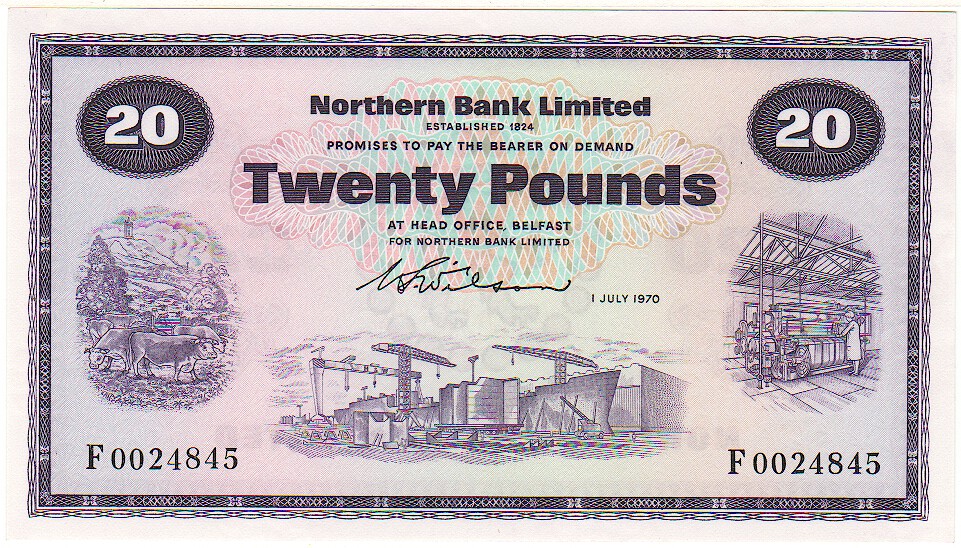 20
20
Northern Bank Limited
ESTABLISHED 1824
PROMISES TO PAY THE BEARER ON DEMAND
Twenty Pounds
AT HEAD OFFICE, BELFAST
FOR NORTHERN BANK LIMITED
1 JULY 1970
F0024845
F0024845